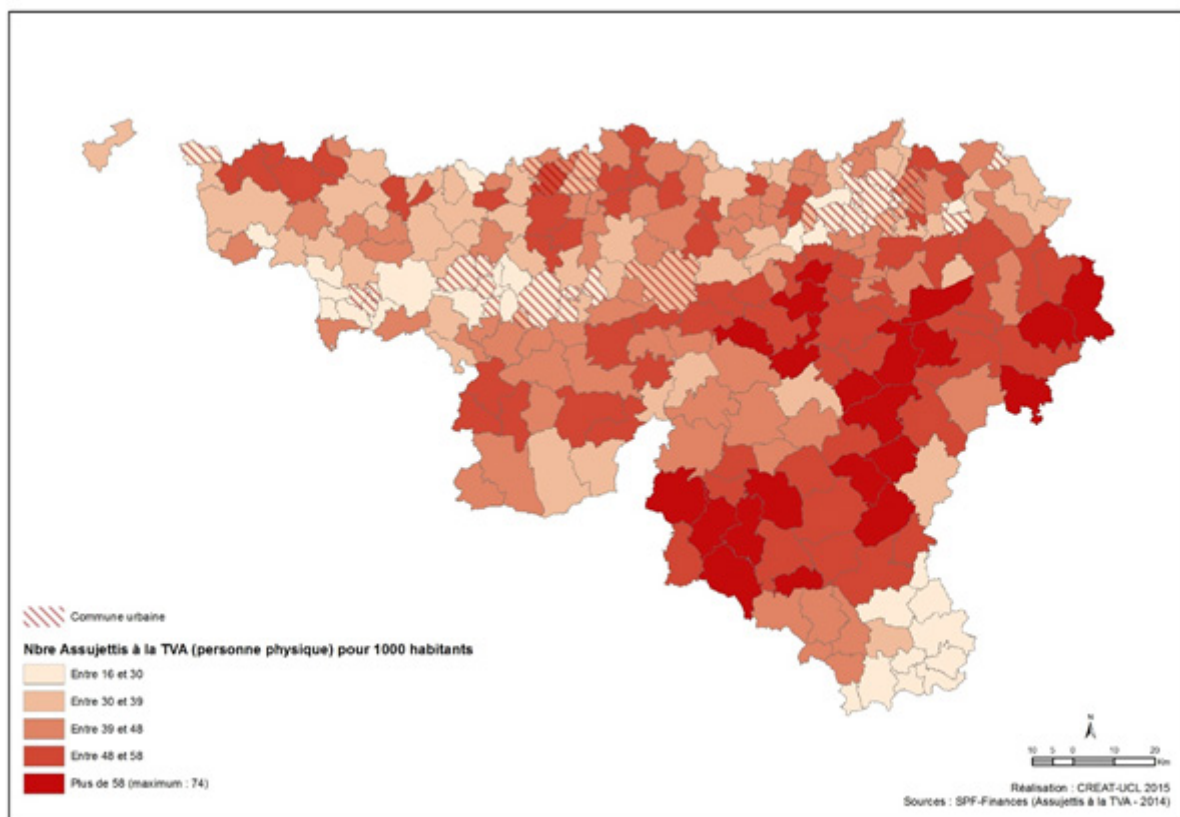 Commune urbaine
Nbre Assujettis à la TVA (personne physique) pour 1000 habitants
Entre 16 et 30
Entre 30 et 39
Entre 39 et 48
Entre 48 et 58
Plus de 58 (maximum : 74)
N
10 5 0 10 20
Km
Réalisation : CREAT-UCL 2015
Sources : SPF-Finances (Assujettis à la TVA - 2014)